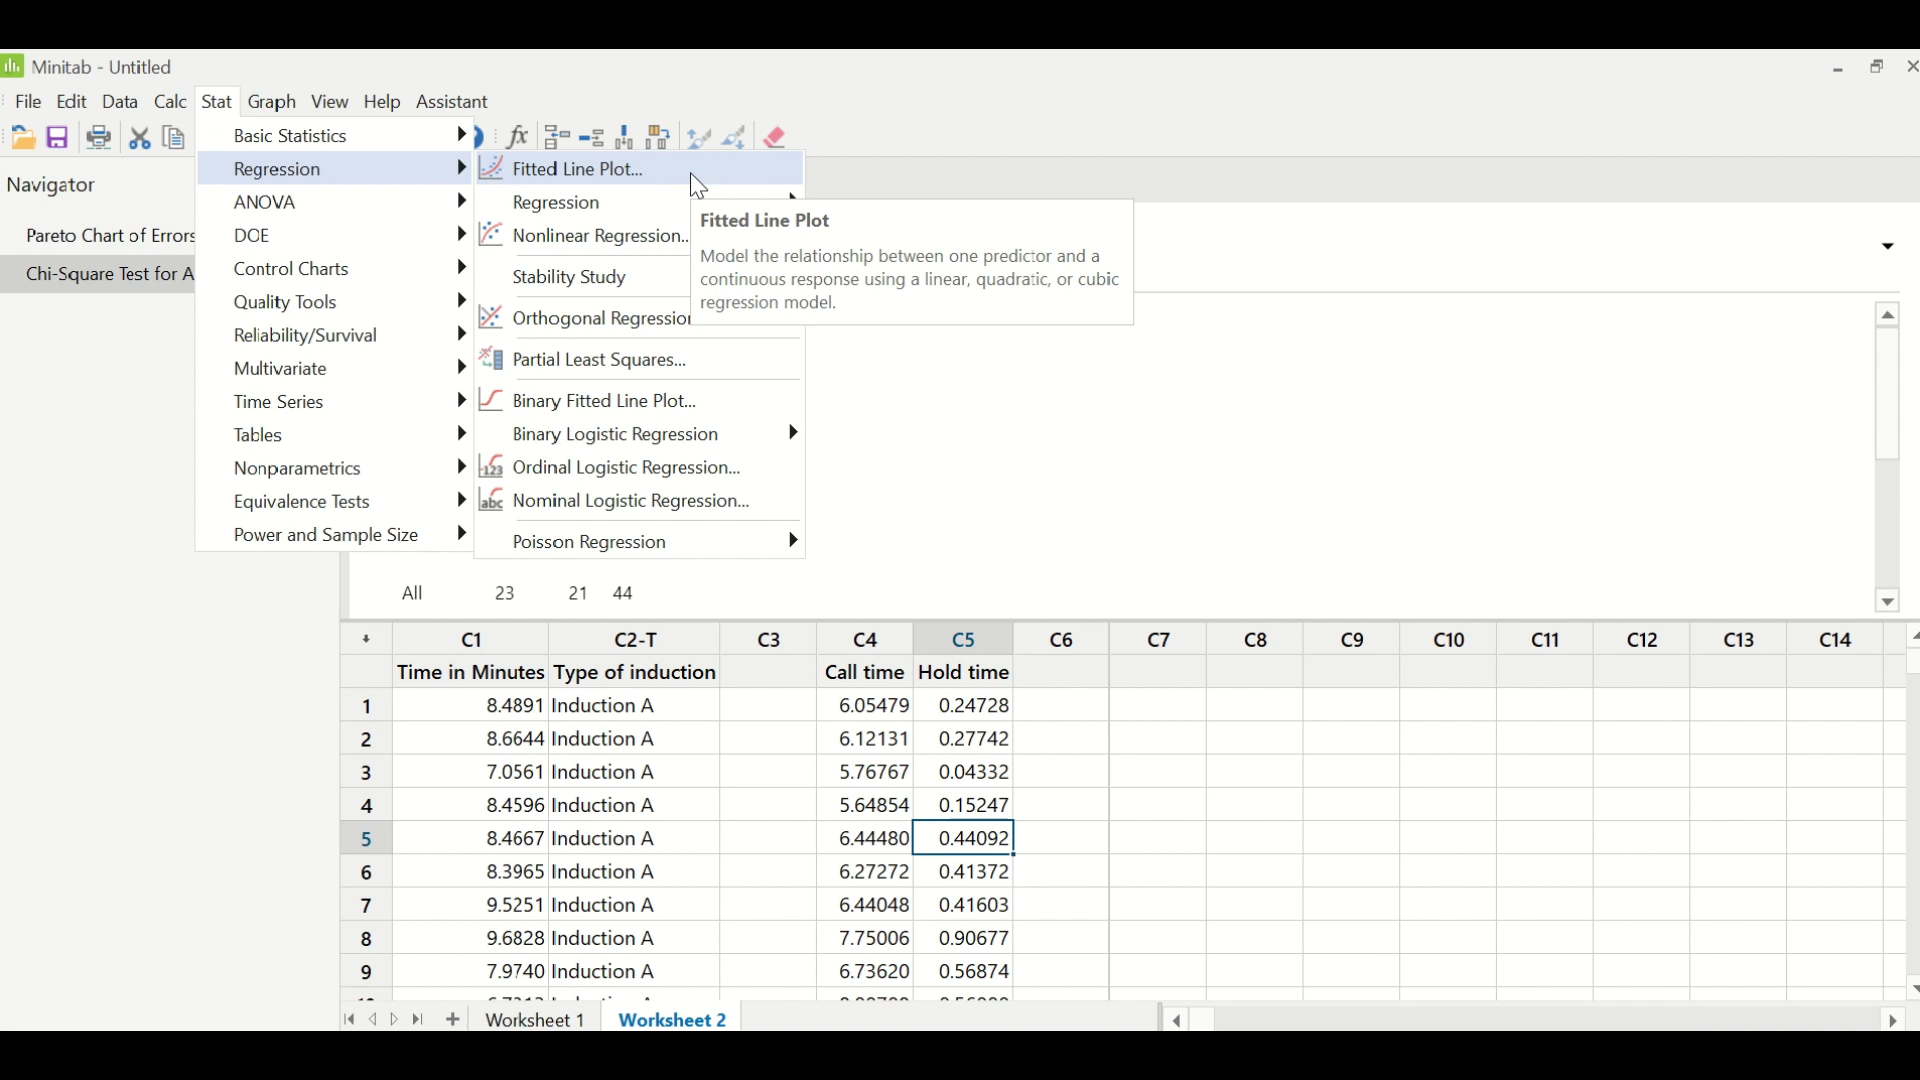 Minitab - Untitled
File Edit Data Calc Stat Graph View Help Assistant
fx
Navigator
Pareto Chart of Errors
Chi-Square Test for A
Basic Statistics
Regression
ANOVA
DOE
Control Charts
Quality Tools
Reliability/Survival
Multivariate
Time Series
Tables
Nonparametrics
Equivalence Tests
Power and Sample Size
Fitted Line Plot...
Regression
Nonlinear Regression...
Stability Study
Orthogonal Regression
Partial Least Squares...
Binary Fitted Line Plot...
Binary Logistic Regression
123 Ordinal Logistic Regression...
abc Nominal Logistic Regression...
Poisson Regression
Fitted Line Plot
Model the relationship between one predictor and a
continuous response using a linear, quadratic, or cubic
regression model.
All 23 21 44
C1 C2-T C3 C4 C5 C6 C7 C8 C9 C10 C11 C12 C13 C14
Time in Minutes Type of induction Call time Hold time
1 8.4891 Induction A 6.05479 0.24728
2 8.6644 Induction A 6.12131 0.27742
3 7.0561 Induction A 5.76767 0.04332
4 8.4596 Induction A 5.64854 0.15247
5 8.4667 Induction A 6.44480 0.44092
6 8.3965 Induction A 6.27272 0.41372
7 9.5251 Induction A 6.44048 0.41603
8 9.6828 Induction A 7.75006 0.90677
9 7.9740 Induction A 6.73620 0.56874
Worksheet 1 Worksheet 2